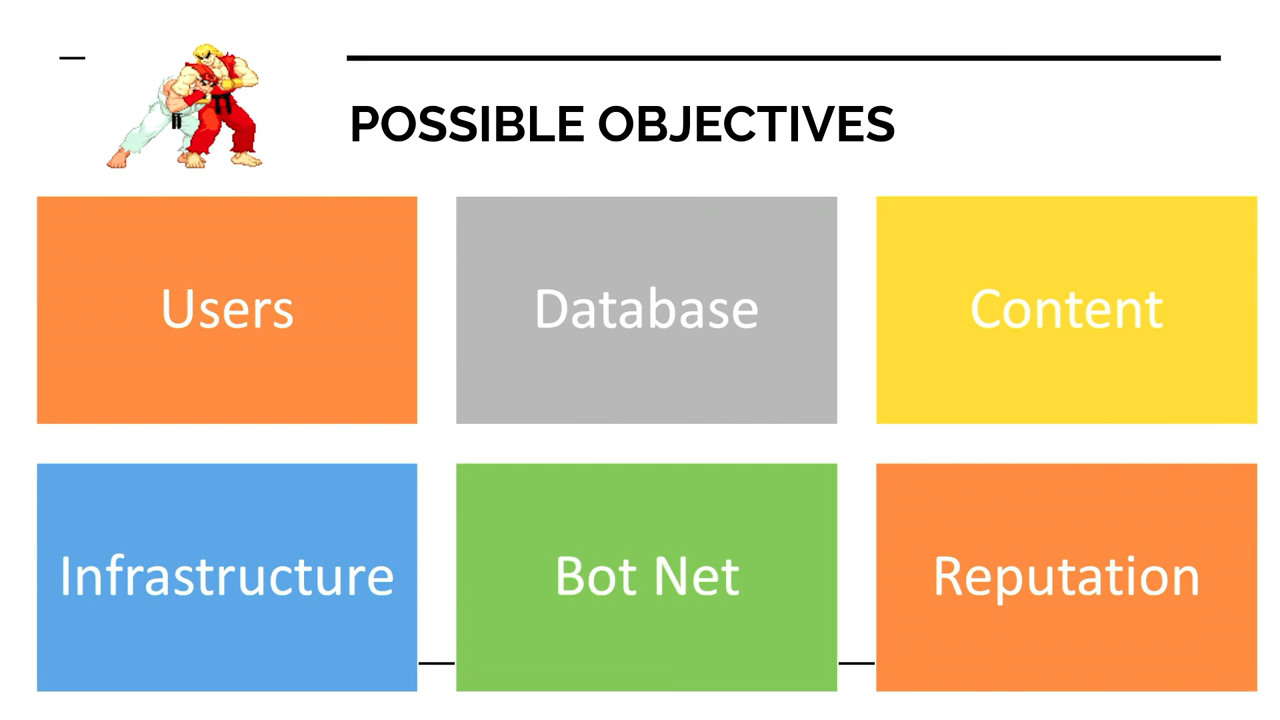 POSSIBLE OBJECTIVES
Users
Database
Content
Infrastructure
Bot Net
Reputation